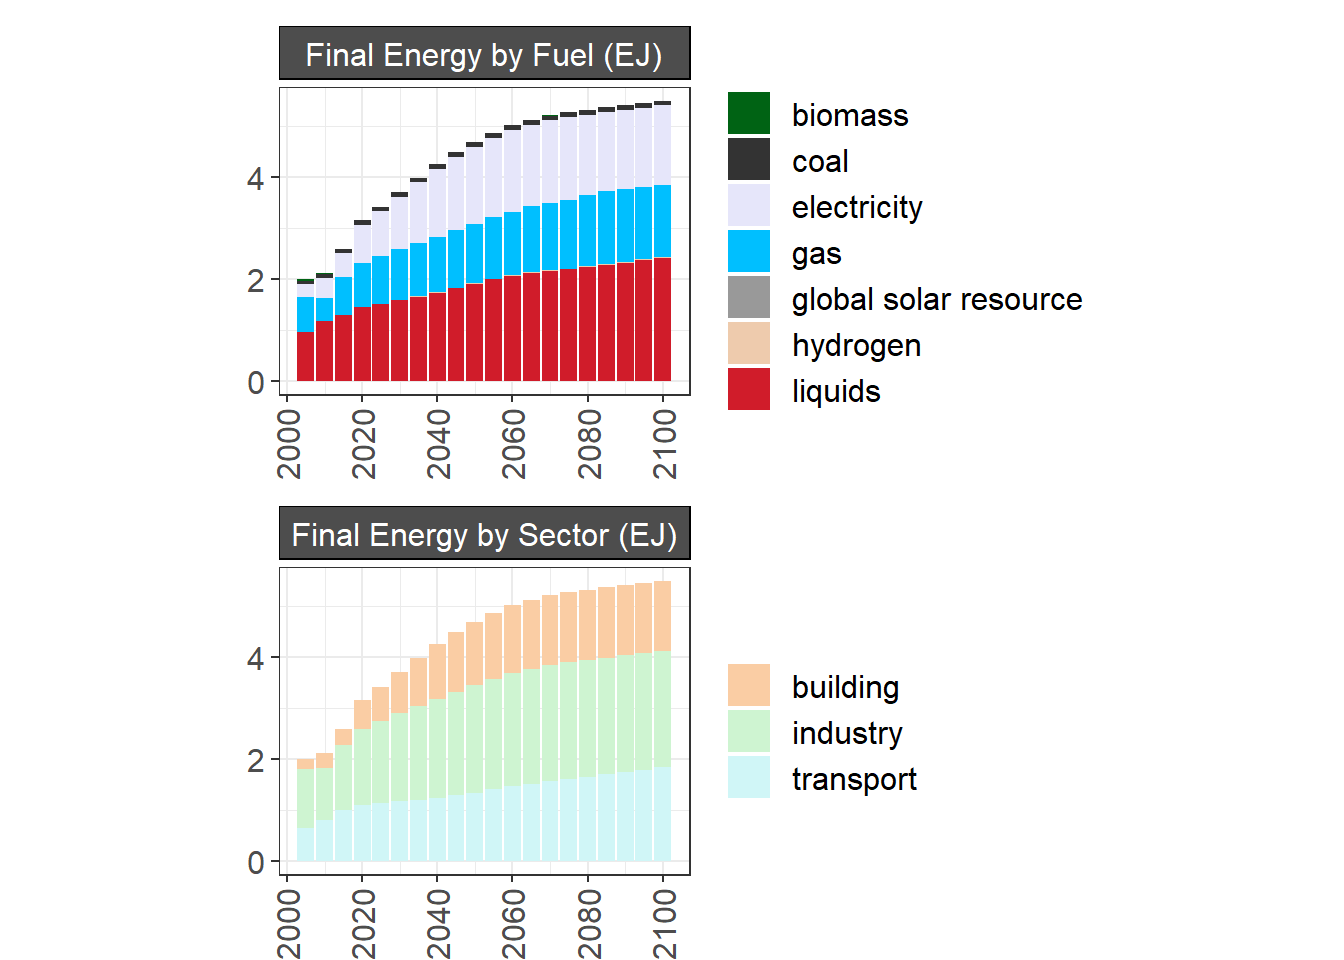 Final Energy by Fuel (EJ)
4
2
0
2000
2020
2040
2060
2080
2100
biomass
coal
electricity
gas
global solar resource
hydrogen
liquids
Final Energy by Sector (EJ)
4
2
0
2000
2020
2040
2060
2080
2100
building
industry
transport